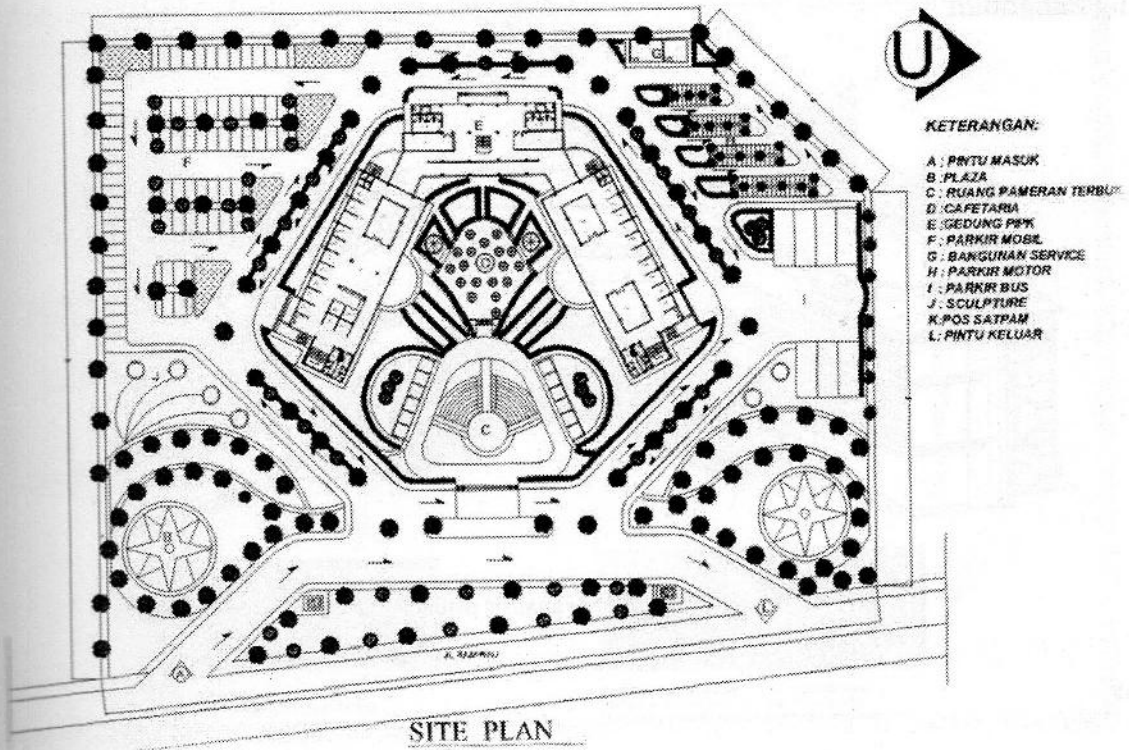 U
KETERANGAN:
A : PINTU MASUK
B : PLAZA
C : RUANG PAMERAN TERBUK
D : CAFETARIA
E : GEDUNG PIPK
F : PARKIR MOBIL
G : BANGUNAN SERVICE
H : PARKIR MOTOR
I : PARKIR BUS
J : SCULPTURE
K:POS SATPAM
L : PINTU KELUAR
G
E
F
I
J
C
C
B
L
A
SITE PLAN